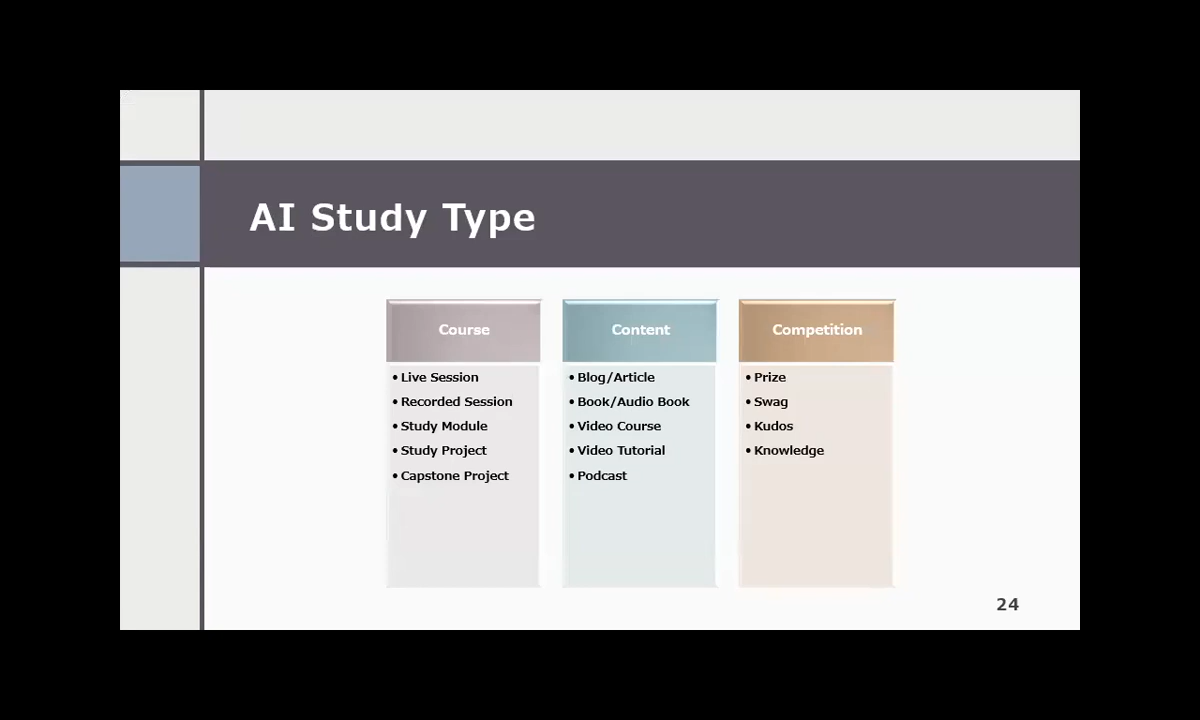 AI Study Type
Course
• Live Session
• Recorded Session
• Study Module
• Study Project
• Capstone Project
Content
• Blog/Article
• Book/Audio Book
• Video Course
• Video Tutorial
• Podcast
Competition
• Prize
• Swag
• Kudos
• Knowledge
24